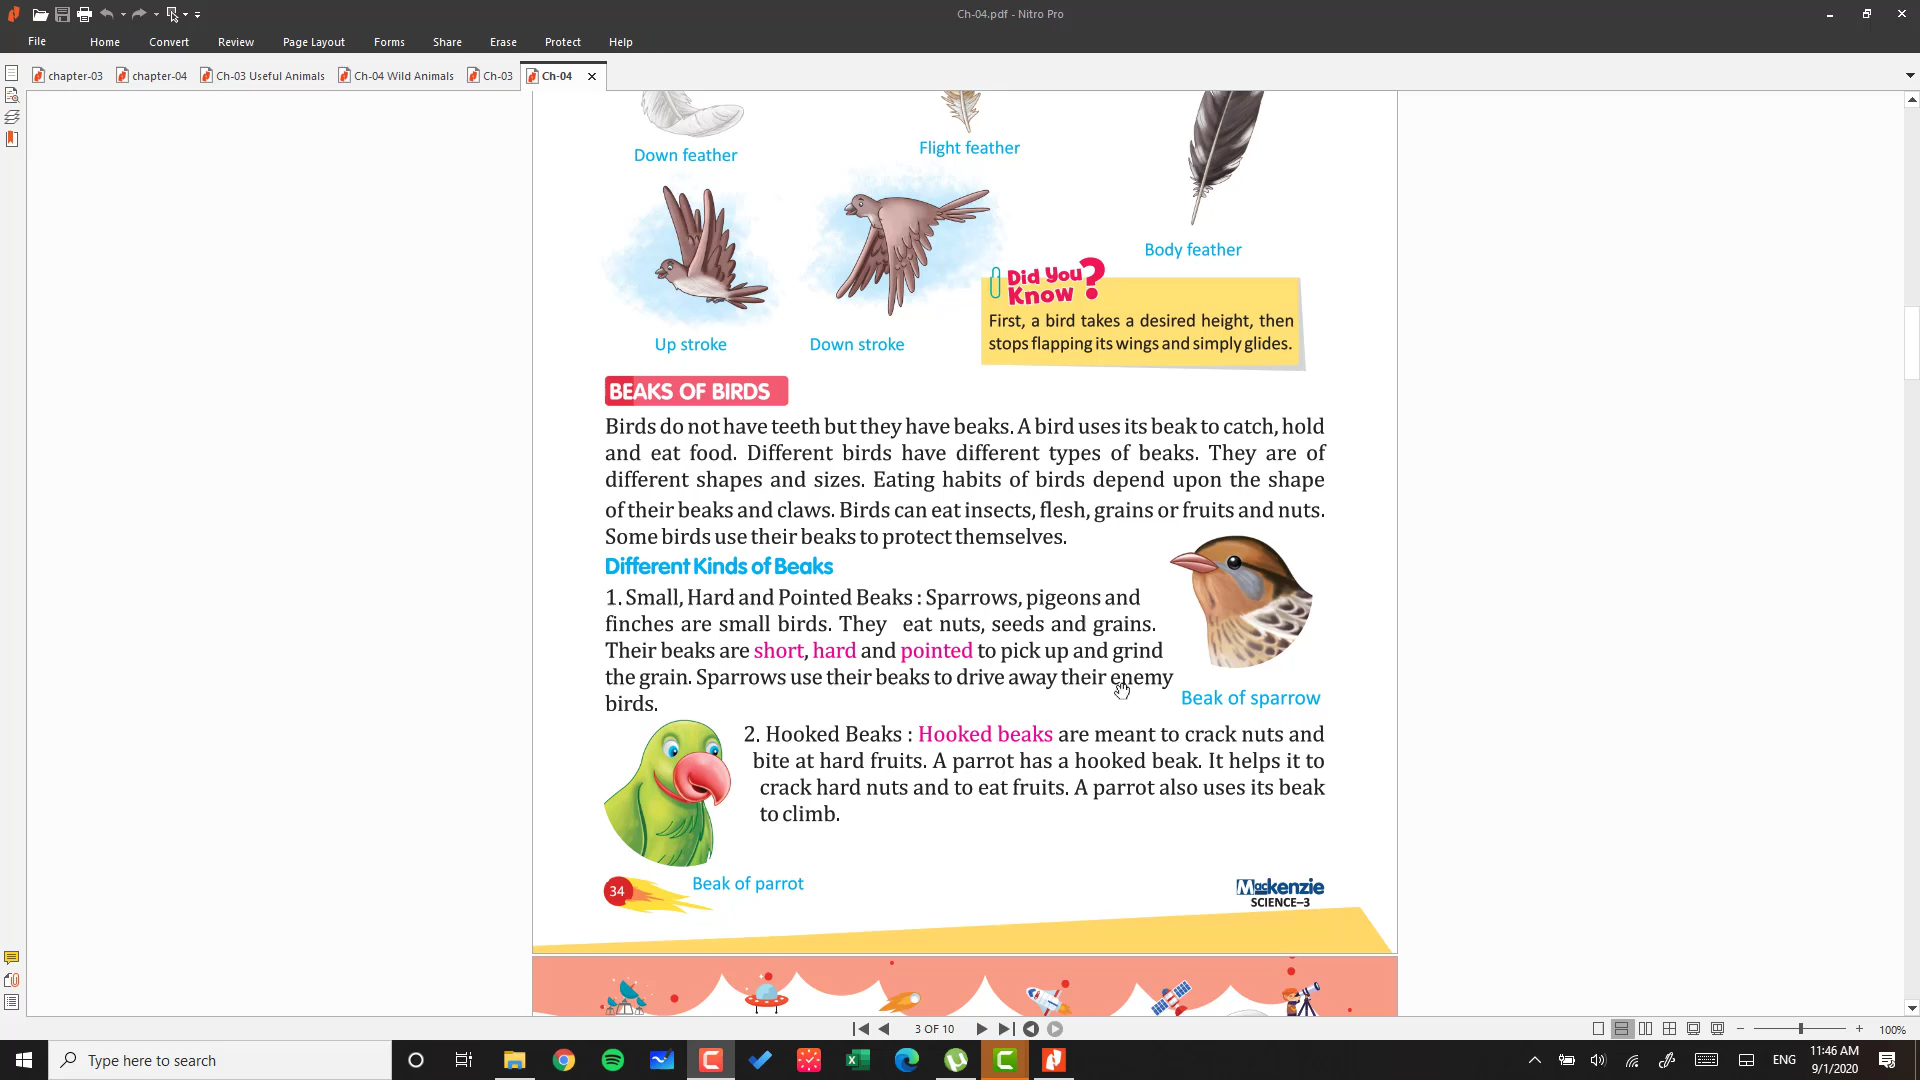 Ch-04.pdf - Nitro Pro
File Home Convert Review Page Layout Forms Share Erase Protect Help
chapter-03 chapter-04 Ch-03 Useful Animals Ch-04 Wild Animals Ch-03 Ch-04
Down feather
Flight feather
Body feather
Up stroke
Down stroke
Did You
Know?
First, a bird takes a desired height, then
stops flapping its wings and simply glides.
BEAKS OF BIRDS
Birds do not have teeth but they have beaks. A bird uses its beak to catch, hold
and eat food. Different birds have different types of beaks. They are of
different shapes and sizes. Eating habits of birds depend upon the shape
of their beaks and claws. Birds can eat insects, flesh, grains or fruits and nuts.
Some birds use their beaks to protect themselves.
Different Kinds of Beaks
1. Small, Hard and Pointed Beaks : Sparrows, pigeons and
finches are small birds. They eat nuts, seeds and grains.
Their beaks are short, hard and pointed to pick up and grind
the grain. Sparrows use their beaks to drive away their enemy
birds.
Beak of sparrow
2. Hooked Beaks : Hooked beaks are meant to crack nuts and
bite at hard fruits. A parrot has a hooked beak. It helps it to
crack hard nuts and to eat fruits. A parrot also uses its beak
to climb.
Beak of parrot
34
Mackenzie
SCIENCE–3
3 OF 10
100%
Type here to search
ENG
11:46 AM
9/1/2020